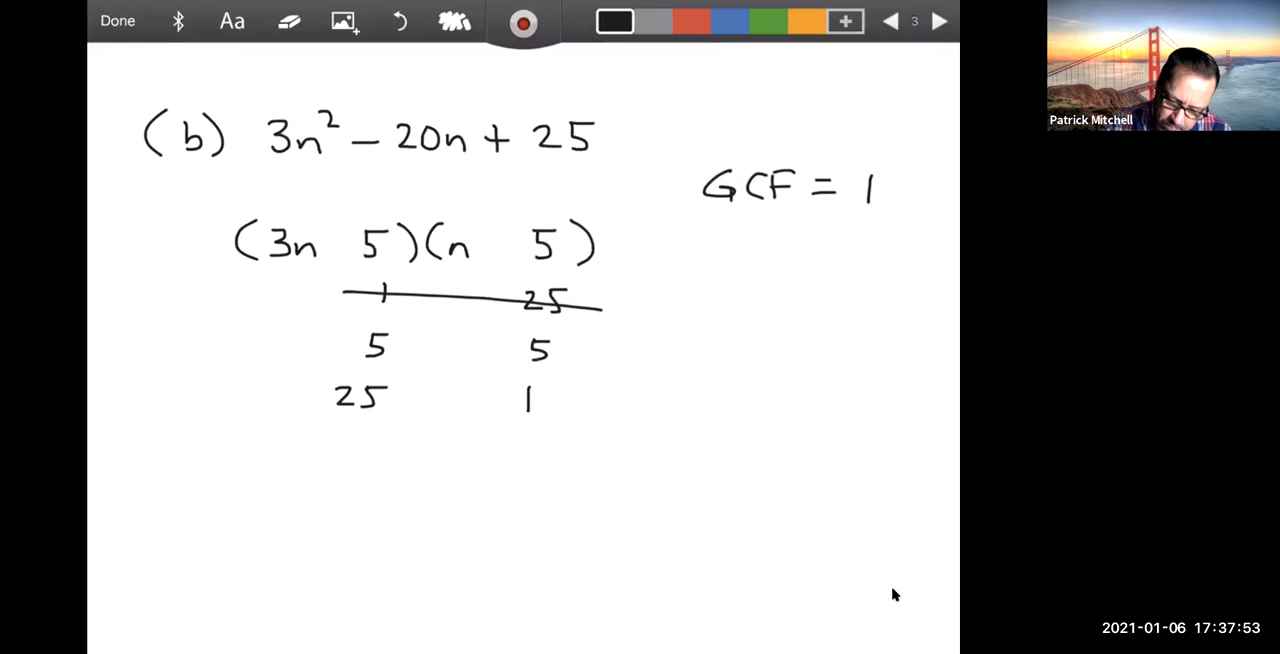 Done Aa 3
(b) 3n² − 20n + 25
GCF = 1
(3n 5)(n 5)
1 25
5 5
25 1
Patrick Mitchell
2021-01-06 17:37:53